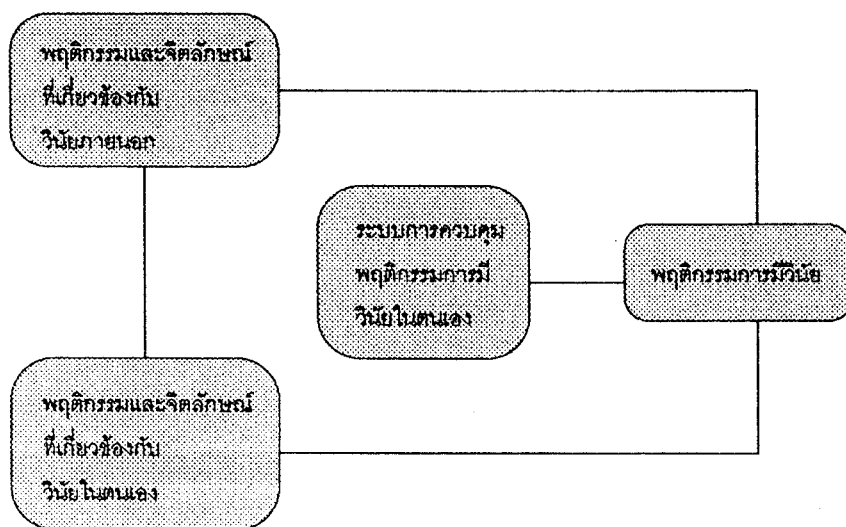 พฤติกรรมและจิตลักษณ์
ที่เกี่ยวข้องกับ
วินัยภายนอก
ระบบการควบคุม
พฤติกรรมการมี
วินัยในตนเอง
พฤติกรรมการมีวินัย
พฤติกรรมและจิตลักษณ์
ที่เกี่ยวข้องกับ
วินัยในตนเอง